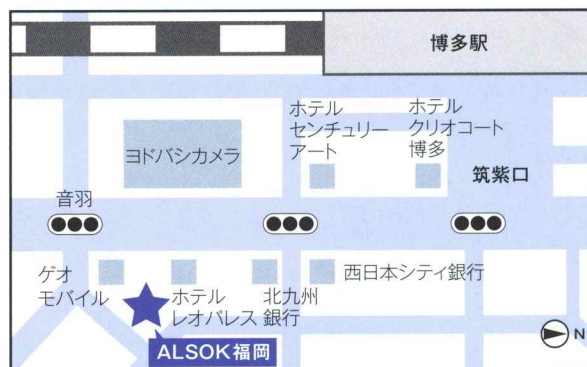 博多駅
ホテル
センチュリー
アート
ホテル
クリオコート
博多
ヨドバシカメラ
筑紫口
音羽
ゲオ
モバイル
ホテル
レオパレス
北九州
銀行
西日本シティ銀行
ALSOK福岡
N